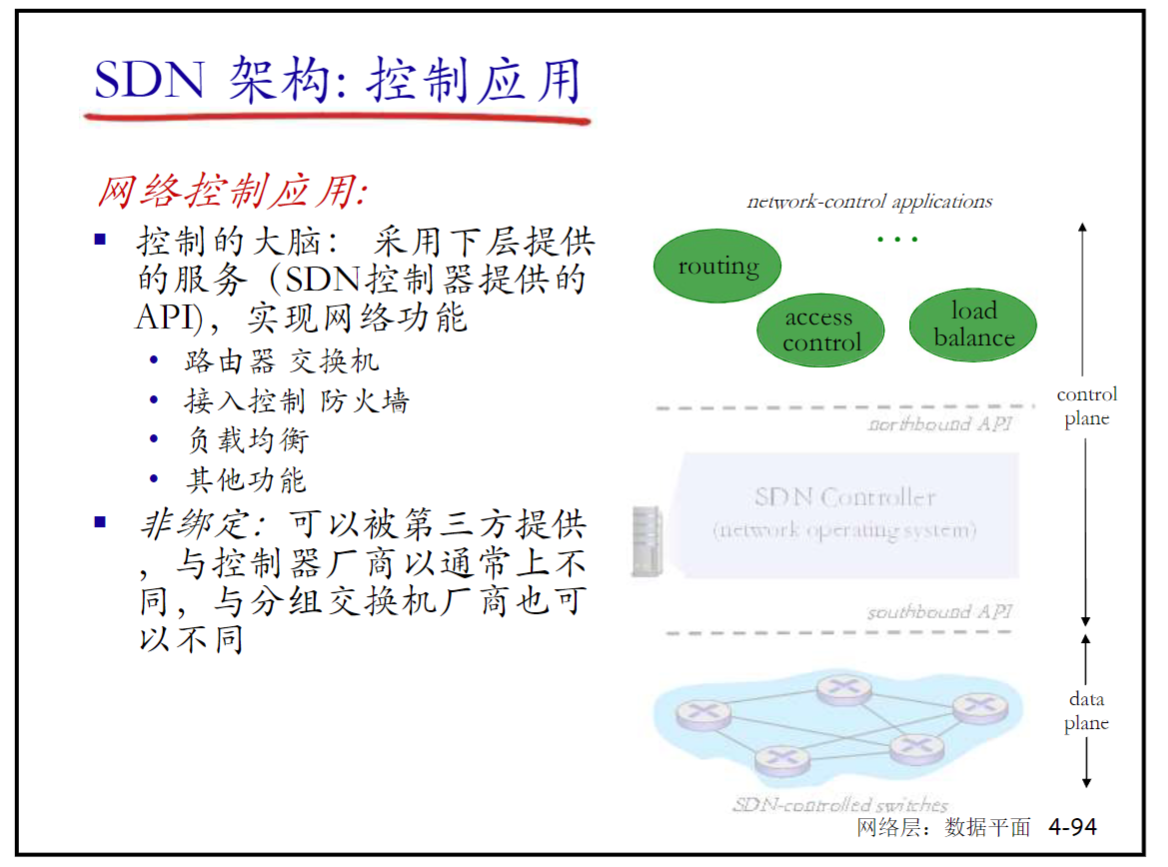 SDN 架构: 控制应用
网络控制应用:
控制的大脑： 采用下层提供
的服务（SDN控制器提供的
API)，实现网络功能
路由器 交换机
接入控制 防火墙
负载均衡
其他功能
非绑定：可以被第三方提供
，与控制器厂商以通常上不
同，与分组交换机厂商也可
以不同
network-control applications
...
routing
access
control
load
balance
control
plane
northbound API
SDN Controller
(network operating system)
southbound API
data
plane
SDN-controlled switches
网络层：数据平面 4-94